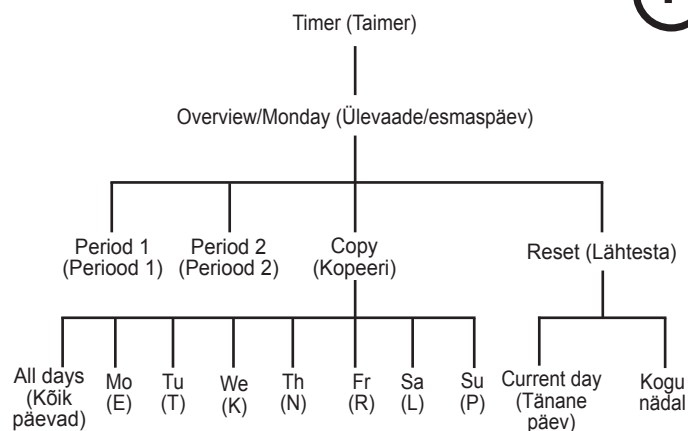 Timer (Taimer)
Overview/Monday (Ülevaade/esmaspäev)
Period 1
(Periood 1)
Period 2
(Periood 2)
Copy
(Kopeeri)
Reset (Lähtesta)
All days
(Kõik
päevad)
Mo
(E)
Tu
(T)
We
(K)
Th
(N)
Fr
(R)
Sa
(L)
Su
(P)
Current day
(Tänane
päev)
Kogu
nädal